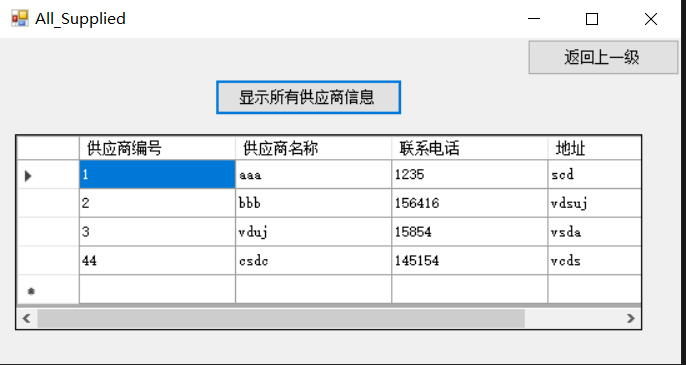 All_Supplied
返回上一级
显示所有供应商信息
供应商编号 供应商名称 联系电话 地址
1 aaa 1235 scd
2 bbb 156416 vdsuj
3 vduj 15854 vsda
44 csdc 145154 vcds